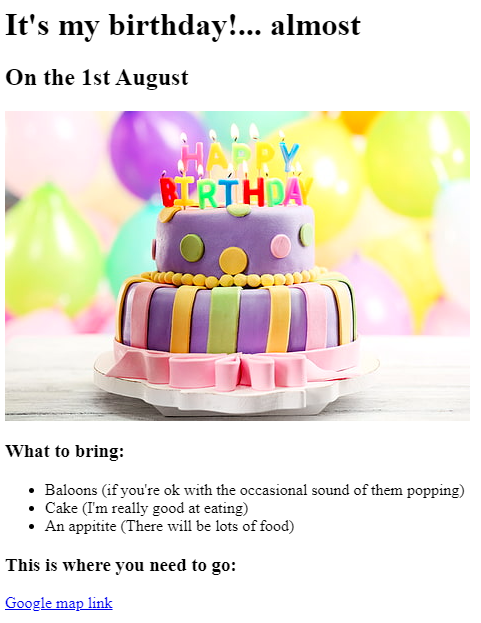 It's my birthday!... almost
On the 1st August
HAPPY
BIRTHDAY
What to bring:
Baloons (if you're ok with the occasional sound of them popping)
Cake (I'm really good at eating)
An appitite (There will be lots of food)
This is where you need to go:
Google map link